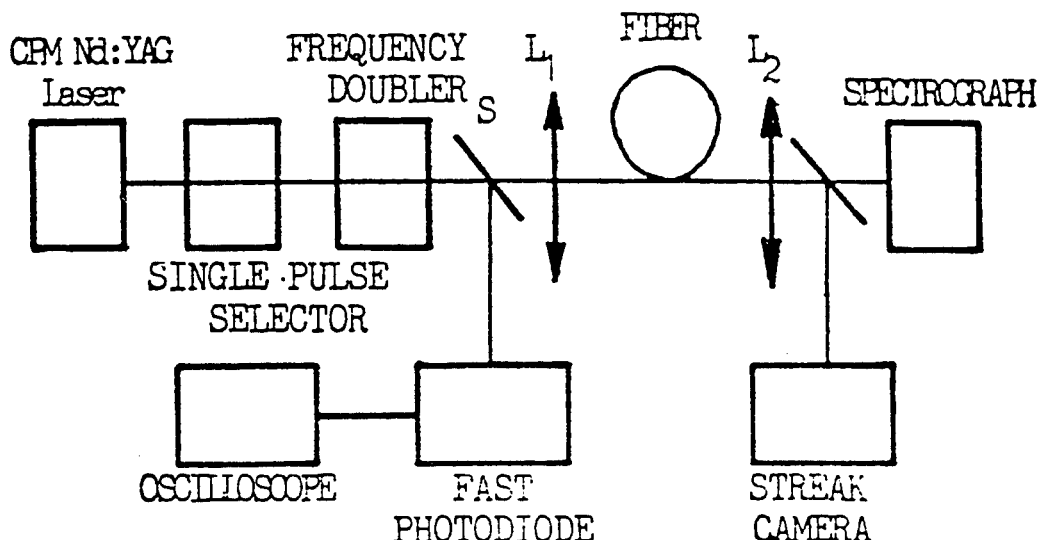 CPM Nd:YAG
Laser
FREQUENCY
DOUBLER
S
L1
FIBER
L2
SPECTROGRAPH
SINGLE PULSE
SELECTOR
OSCILLOSCOPE
FAST
PHOTODIODE
STREAK
CAMERA